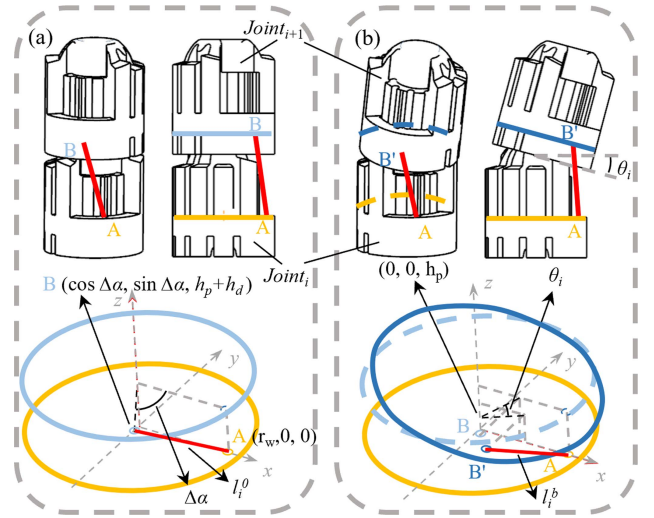 (a)
Joint_{i+1}
(b)
B
B
B'
B'
θ_i
A
A
A
A
Joint_i
B (cos Δα, sin Δα, h_p+h_d)
(0, 0, h_p)
θ_i
z
z
y
y
B
A
(r_w,0, 0)
B'
A
x
x
Δα
l_i^0
l_i^b